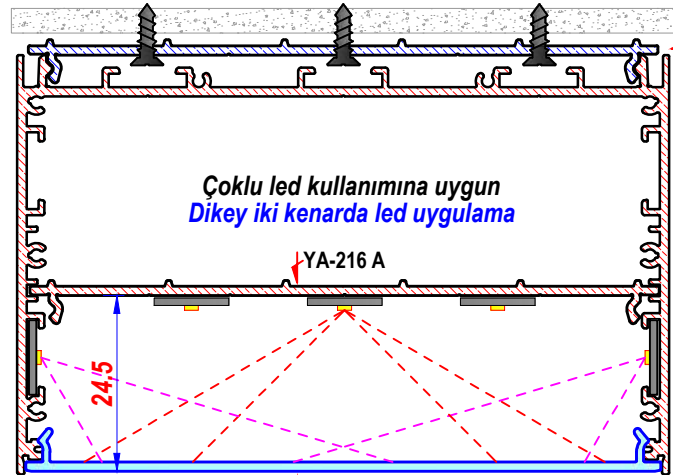 Çoklu led kullanımına uygun
Dikey iki kenarda led uygulama
YA-216 A
24,5